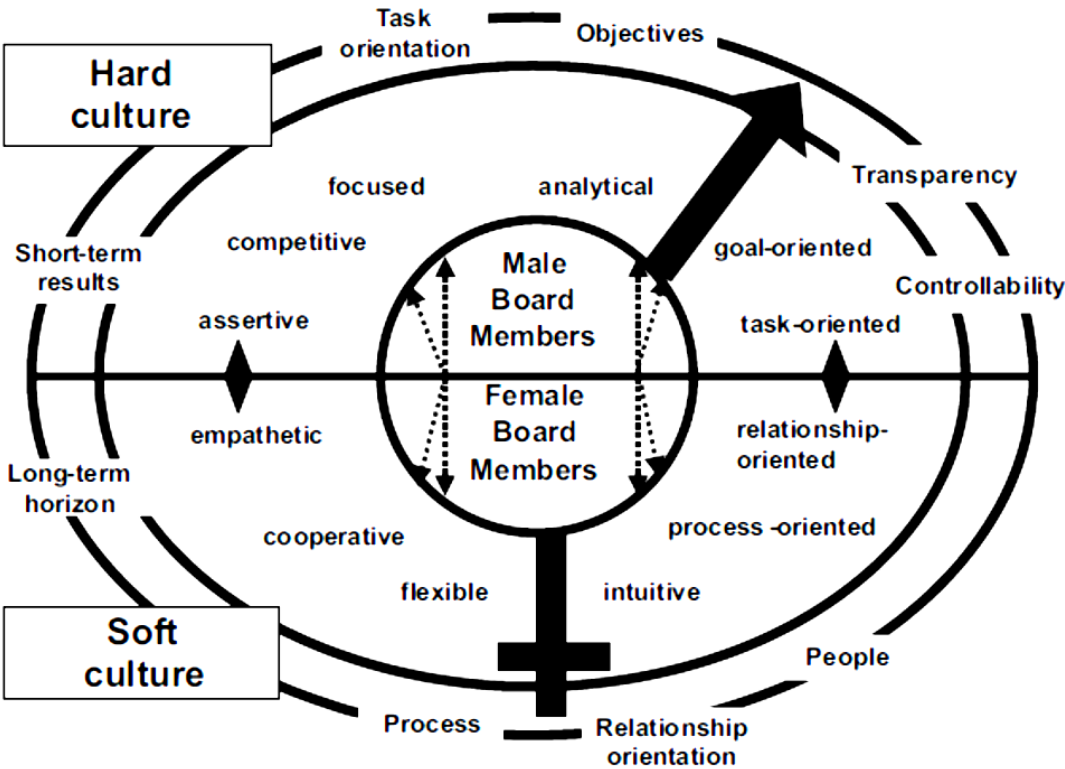 Task
orientation
Objectives
Hard
culture
Transparency
focused
analytical
competitive
goal-oriented
Short-term
results
Male
Board
Members
Controllability
assertive
task-oriented
Female
Board
Members
empathetic
relationship-
oriented
Long-term
horizon
cooperative
process -oriented
flexible
intuitive
Soft
culture
People
Process
Relationship
orientation